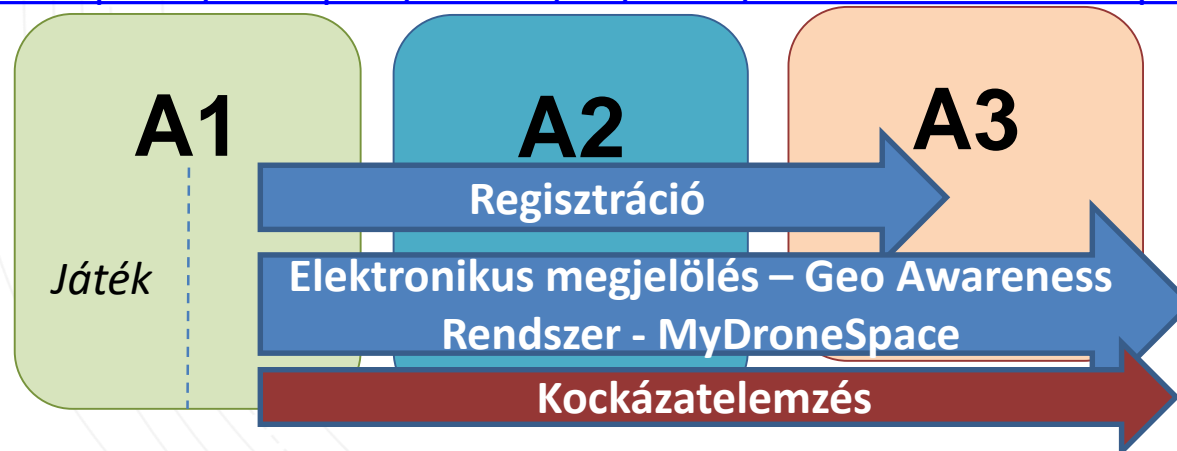 A1
A2
A3
Regisztráció
Játék
Elektronikus megjelölés – Geo Awareness
Rendszer - MyDroneSpace
Kockázatelemzés